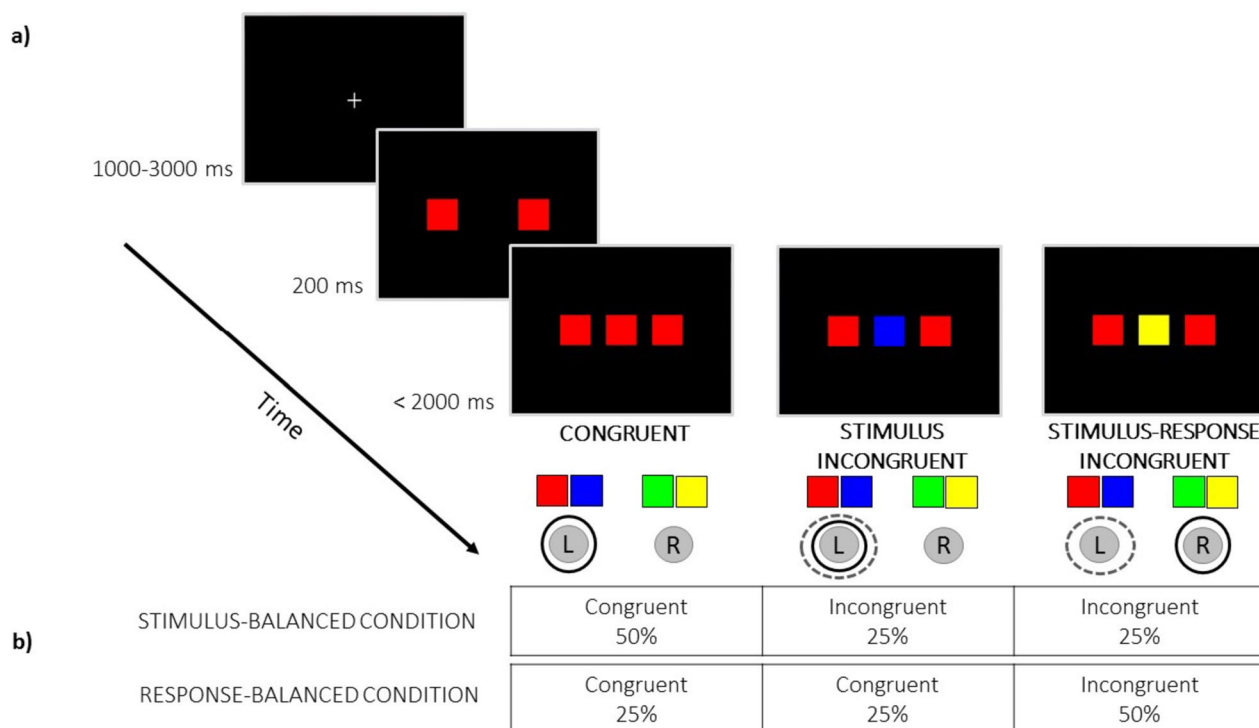 a)
1000-3000 ms
200 ms
< 2000 ms
Time
CONGRUENT
STIMULUS
INCONGRUENT
STIMULUS-RESPONSE
INCONGRUENT
L R
L R
L R
b)
STIMULUS-BALANCED CONDITION
Congruent
50%
Incongruent
25%
Incongruent
25%
RESPONSE-BALANCED CONDITION
Congruent
25%
Congruent
25%
Incongruent
50%